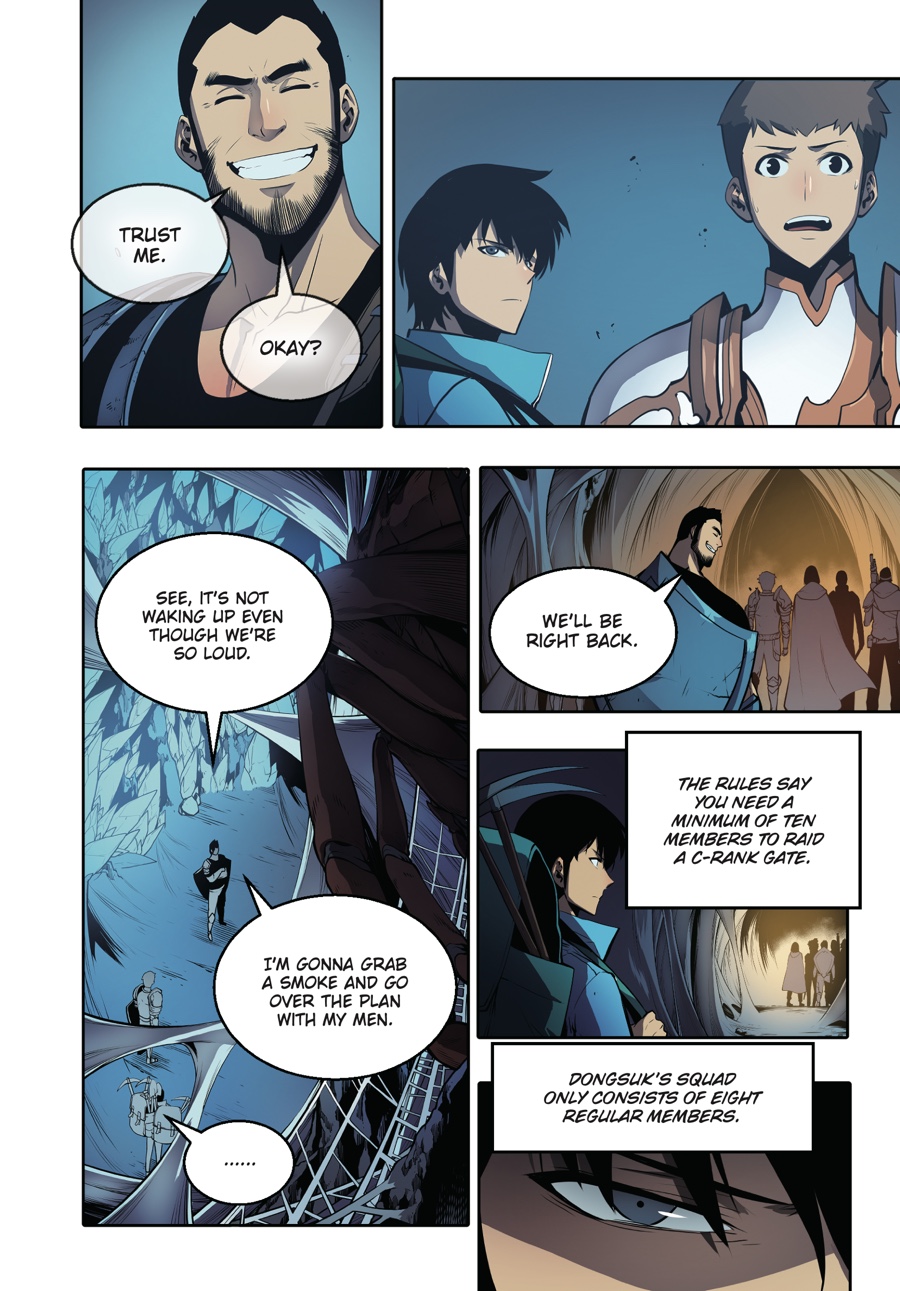 TRUST
ME.
OKAY?
SEE, IT'S NOT
WAKING UP EVEN
THOUGH WE'RE
SO LOUD.
I'M GONNA GRAB
A SMOKE AND GO
OVER THE PLAN
WITH MY MEN.
......
WE'LL BE
RIGHT BACK.
THE RULES SAY
YOU NEED A
MINIMUM OF TEN
MEMBERS TO RAID
A C-RANK GATE.
DONGSUK'S SQUAD
ONLY CONSISTS OF EIGHT
REGULAR MEMBERS.